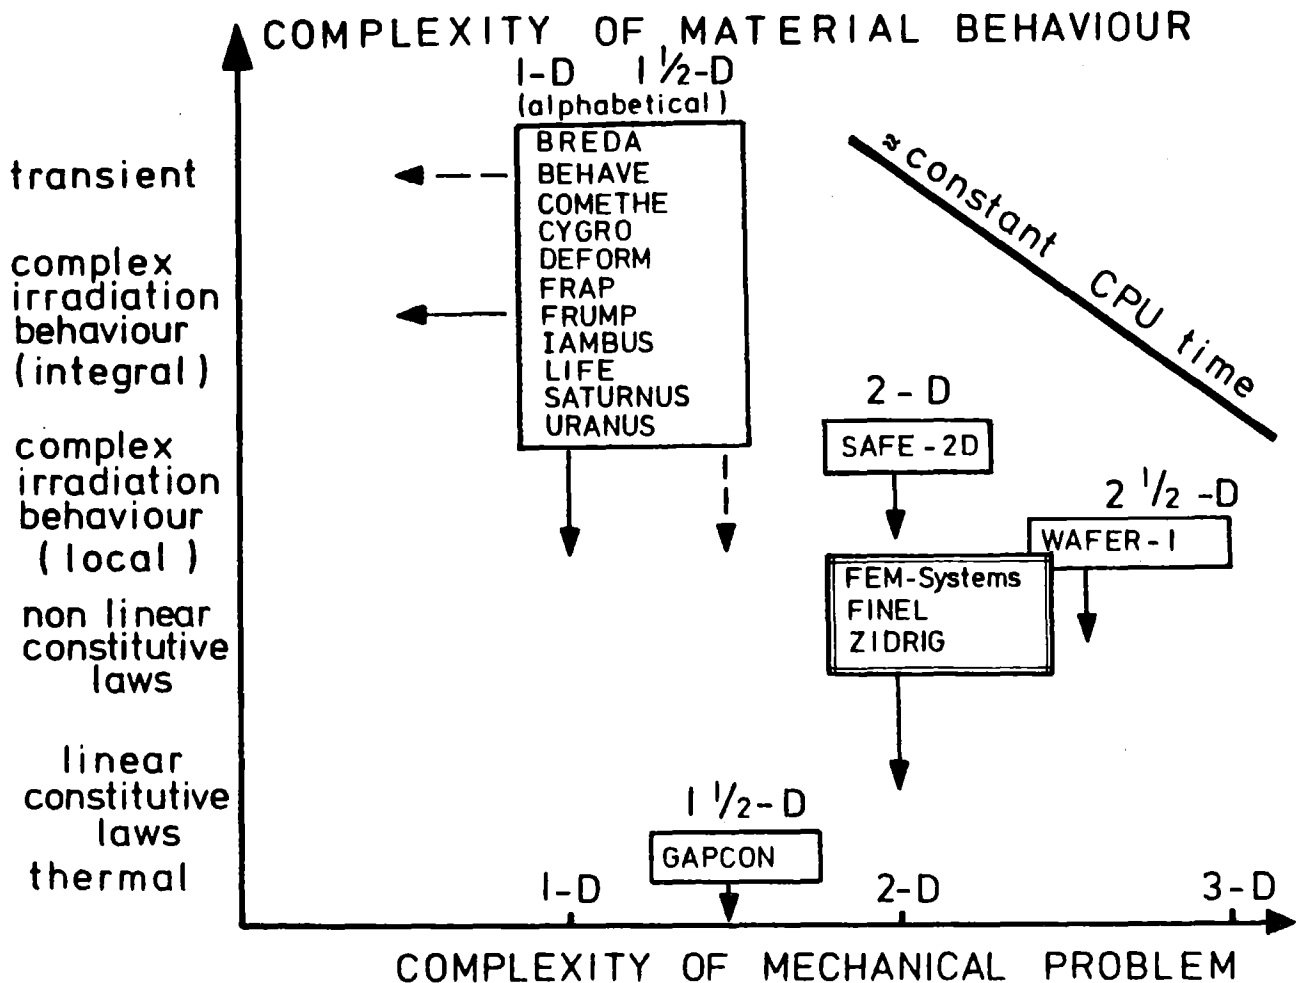 COMPLEXITY OF MATERIAL BEHAVIOUR
1-D 1 1/2-D
(alphabetical)
BREDA
BEHAVE
COMETHE
CYGRO
DEFORM
FRAP
FRUMP
IAMBUS
LIFE
SATURNUS
URANUS
≈ constant CPU time
transient
complex
irradiation
behaviour
(integral)
complex
irradiation
behaviour
(local)
non linear
constitutive
laws
linear
constitutive
laws
thermal
2-D
SAFE-2D
2 1/2-D
WAFER-1
FEM-Systems
FINEL
ZIDRIG
1 1/2-D
GAPCON
1-D 2-D 3-D
COMPLEXITY OF MECHANICAL PROBLEM